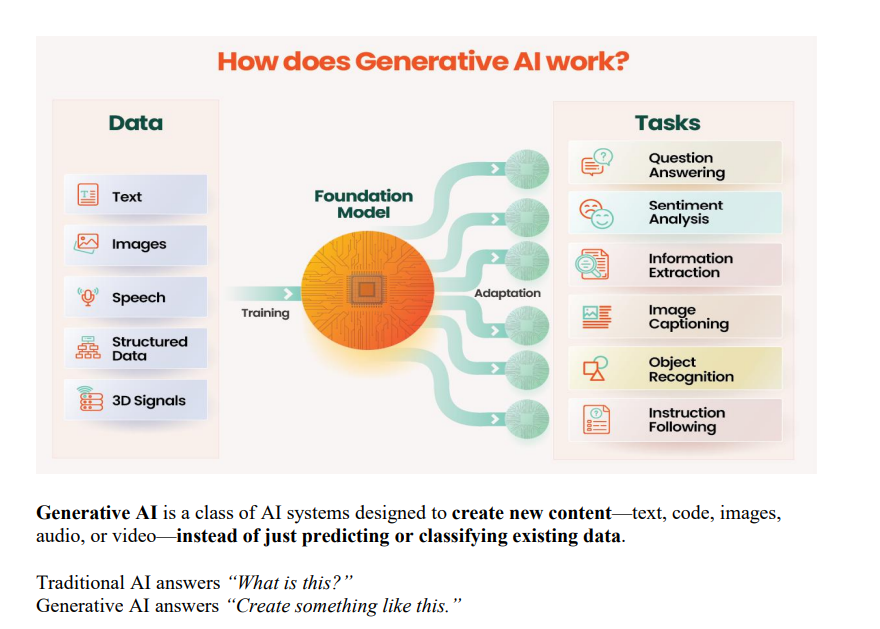 How does Generative AI work?
Data
Text
Images
Speech
Structured
Data
3D Signals
Training
Foundation
Model
Adaptation
Tasks
Question
Answering
Sentiment
Analysis
Information
Extraction
Image
Captioning
Object
Recognition
Instruction
Following
Generative AI is a class of AI systems designed to create new content—text, code, images,
audio, or video—instead of just predicting or classifying existing data.
Traditional AI answers “What is this?”
Generative AI answers “Create something like this.”